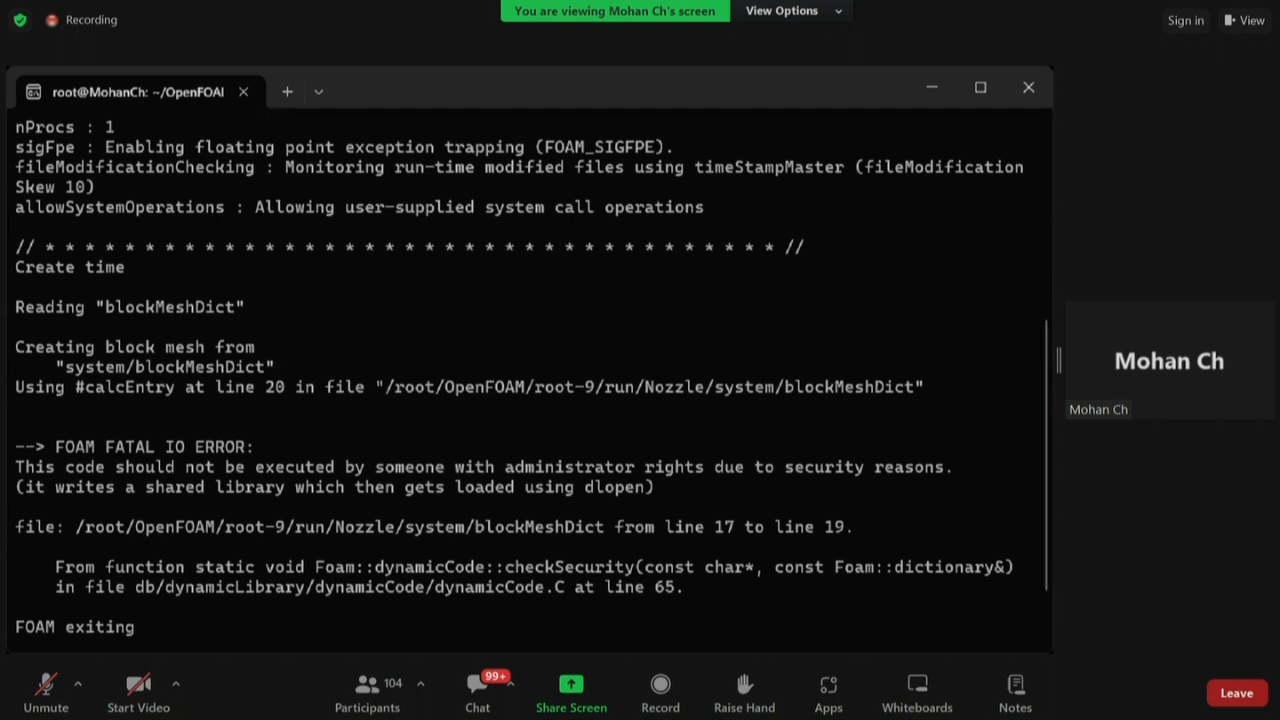 Recording
You are viewing Mohan Ch's screen
View Options
Sign in
View
root@MohanCh: ~/OpenFOAI
nProcs : 1
sigFpe : Enabling floating point exception trapping (FOAM_SIGFPE).
fileModificationChecking : Monitoring run-time modified files using timeStampMaster (fileModification
Skew 10)
allowSystemOperations : Allowing user-supplied system call operations
// * * * * * * * * * * * * * * * * * * * * * * * * * * * * * * * * * * * * * //
Create time
Reading "blockMeshDict"
Creating block mesh from
"system/blockMeshDict"
Using #calcEntry at line 20 in file "/root/OpenFOAM/root-9/run/Nozzle/system/blockMeshDict"
--> FOAM FATAL IO ERROR:
This code should not be executed by someone with administrator rights due to security reasons.
(it writes a shared library which then gets loaded using dlopen)
file: /root/OpenFOAM/root-9/run/Nozzle/system/blockMeshDict from line 17 to line 19.
From function static void Foam::dynamicCode::checkSecurity(const char*, const Foam::dictionary&)
in file db/dynamicLibrary/dynamicCode/dynamicCode.C at line 65.
FOAM exiting
Mohan Ch
Mohan Ch
Unmute
Start Video
104
Participants
99+
Chat
Share Screen
Record
Raise Hand
Apps
Whiteboards
Notes
Leave